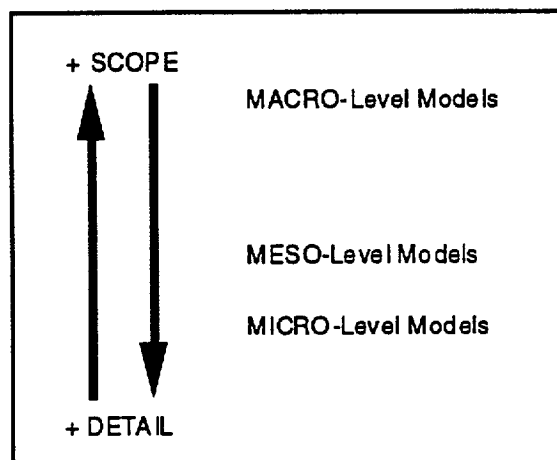 + SCOPE
MACRO-Level Models
MESO-Level Models
MICRO-Level Models
+ DETAIL